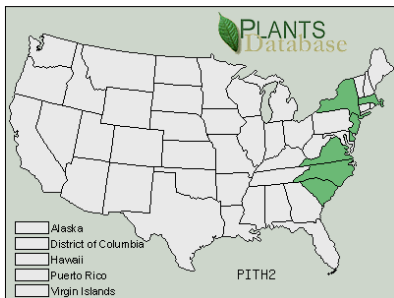 PLANTS
Database
Alaska
District of Columbia
Hawaii
Puerto Rico
Virgin Islands
PITH2